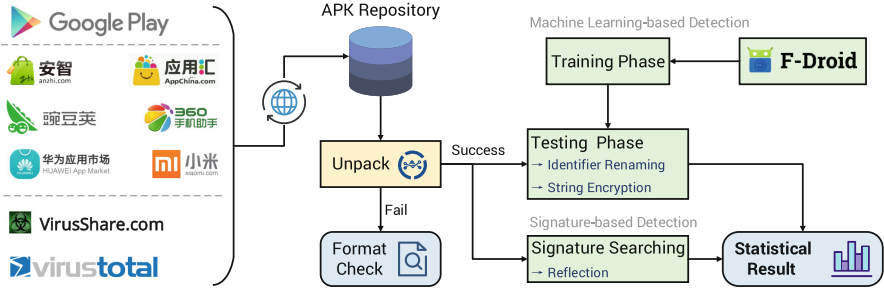 Google Play
安智
anzhi.com
应用汇
AppChina.com
豌豆荚
360
手机助手
华为应用市场
HUAWEI App Market
小米
xiaomi.com
VirusShare.com
virustotal
APK Repository
Unpack
Success
Fail
Format
Check
Machine Learning-based Detection
Training Phase
F-Droid
Testing Phase
→ Identifier Renaming
→ String Encryption
Signature-based Detection
Signature Searching
→ Reflection
Statistical
Result